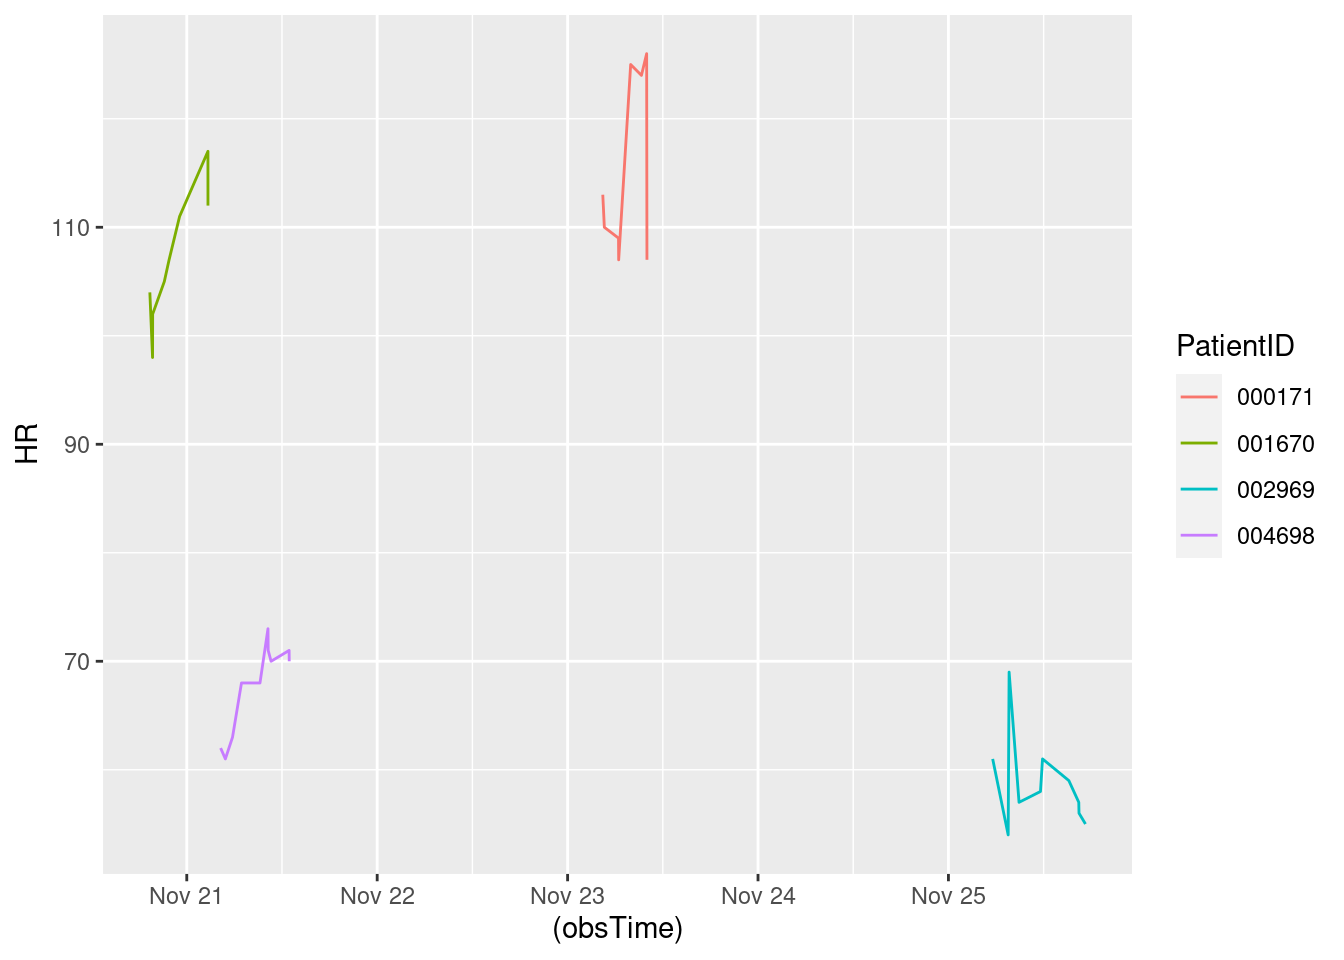 110
90
70
HR
Nov 21
Nov 22
Nov 23
Nov 24
Nov 25
(obsTime)
PatientID
000171
001670
002969
004698